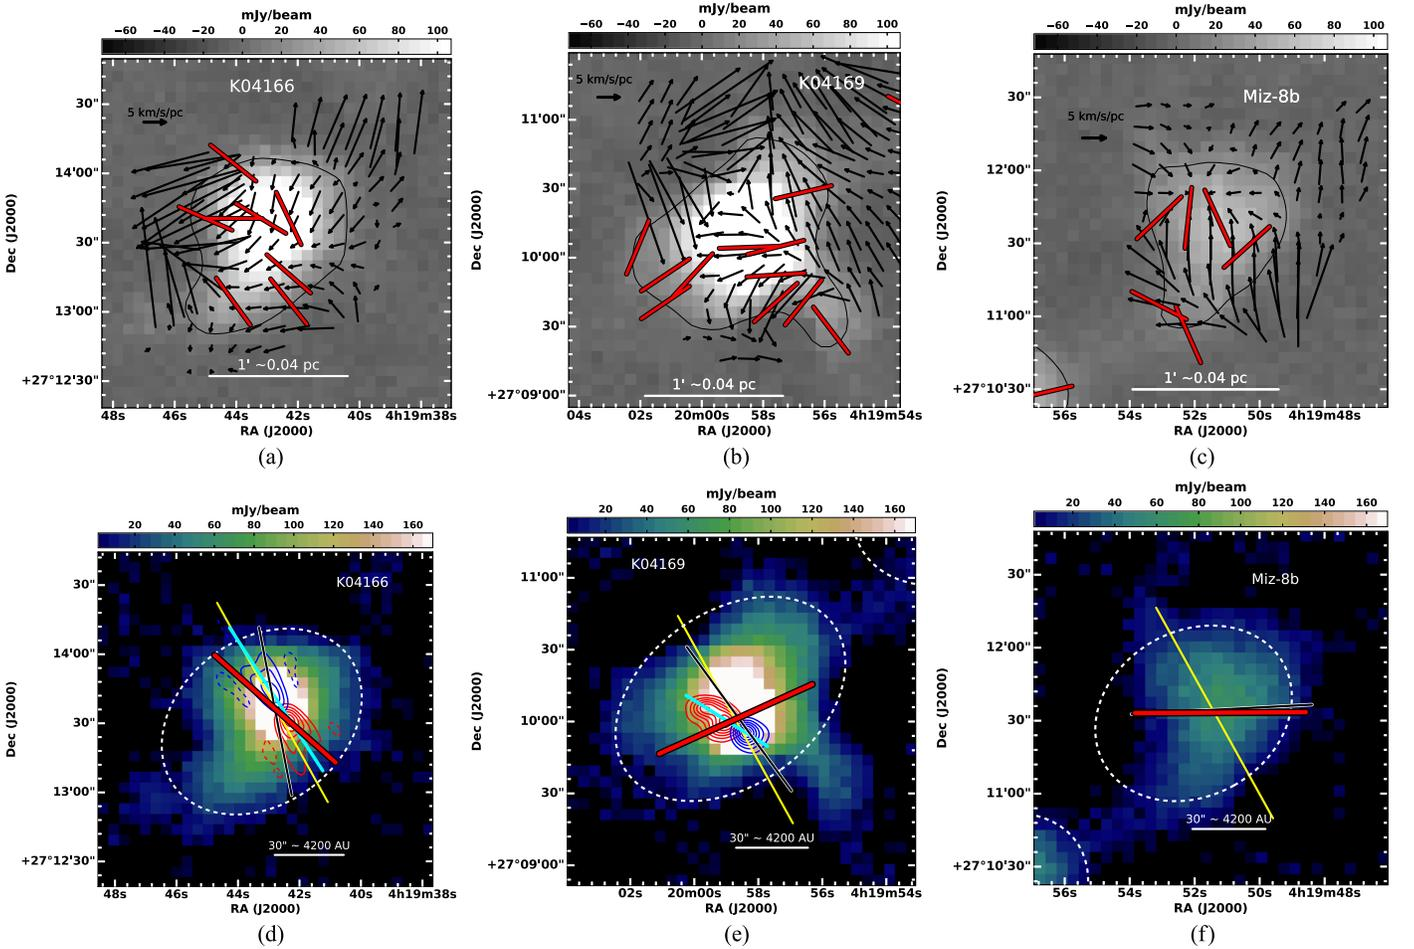 mJy/beam
−60 −40 −20 0 20 40 60 80 100
K04166
5 km/s/pc
30"
14'00"
30"
13'00"
+27°12'30"
Dec (J2000)
1' ~0.04 pc
48s 46s 44s 42s 4h19m38s
RA (J2000)
(a)
mJy/beam
−60 −40 −20 0 20 40 60 80 100
5 km/s/pc
K04169
11'00"
30"
10'00"
30"
+27°09'00"
Dec (J2000)
1' ~0.04 pc
04s 02s 20m00s 58s 56s 4h19m54s
RA (J2000)
(b)
mJy/beam
−60 −40 −20 0 20 40 60 80 100
Miz-8b
5 km/s/pc
30"
12'00"
30"
11'00"
+27°10'30"
Dec (J2000)
1' ~0.04 pc
56s 54s 52s 50s 4h19m48s
RA (J2000)
(c)
mJy/beam
20 40 60 80 100 120 140 160
K04166
30"
14'00"
30"
13'00"
+27°12'30"
Dec (J2000)
30" ~ 4200 AU
48s 46s 44s 42s 4h19m38s
RA (J2000)
(d)
mJy/beam
20 40 60 80 100 120 140 160
K04169
11'00"
30"
10'00"
30"
+27°09'00"
Dec (J2000)
30" ~ 4200 AU
02s 20m00s 58s 56s 4h19m54s
RA (J2000)
(e)
mJy/beam
20 40 60 80 100 120 140 160
Miz-8b
30"
12'00"
30"
11'00"
+27°10'30"
Dec (J2000)
30" ~ 4200 AU
56s 54s 52s 50s 4h19m48s
RA (J2000)
(f)